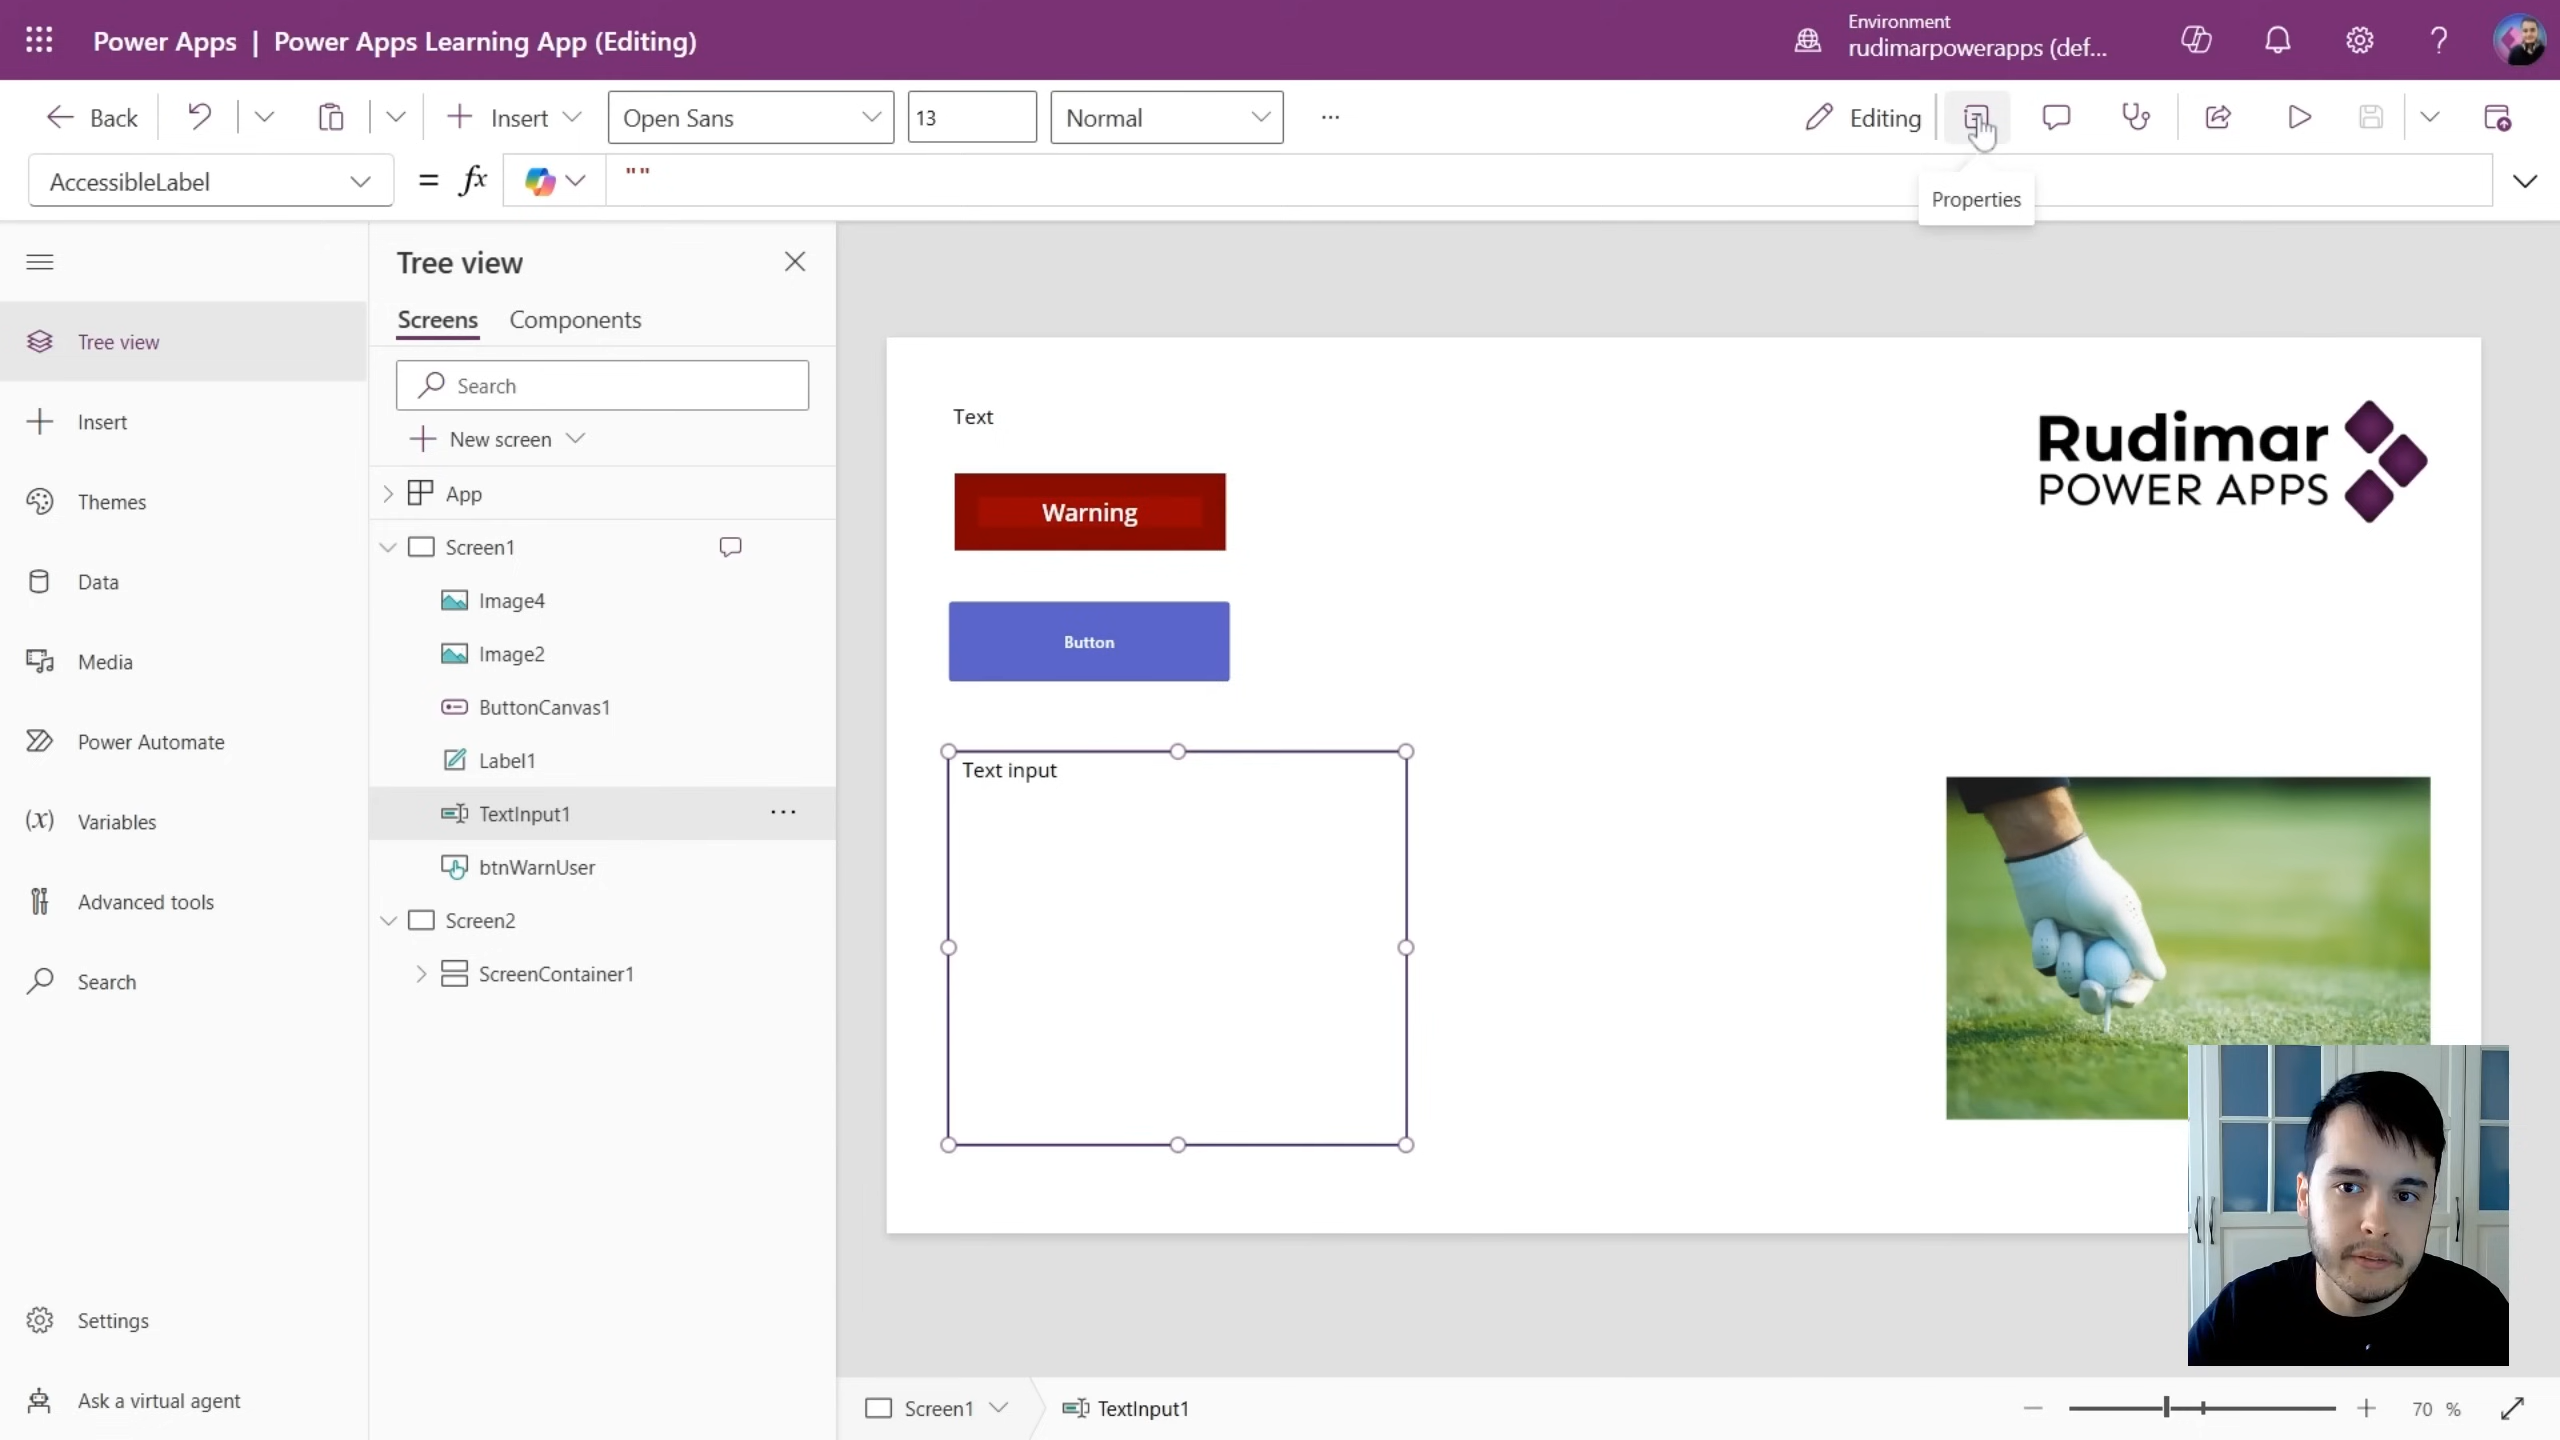 Power Apps | Power Apps Learning App (Editing)
Environment
rudimarpowerapps (def...
Back
Insert
Open Sans
13
Normal
...
Editing
AccessibleLabel
=
fx
""
Properties
Tree view
Insert
Themes
Data
Media
Power Automate
(x) Variables
Advanced tools
Search
Settings
Ask a virtual agent
Tree view
Screens
Components
Search
New screen
App
Screen1
Image4
Image2
ButtonCanvas1
Label1
TextInput1
...
btnWarnUser
Screen2
ScreenContainer1
Text
Warning
Button
Text input
Rudimar
POWER APPS
Screen1
TextInput1
70 %